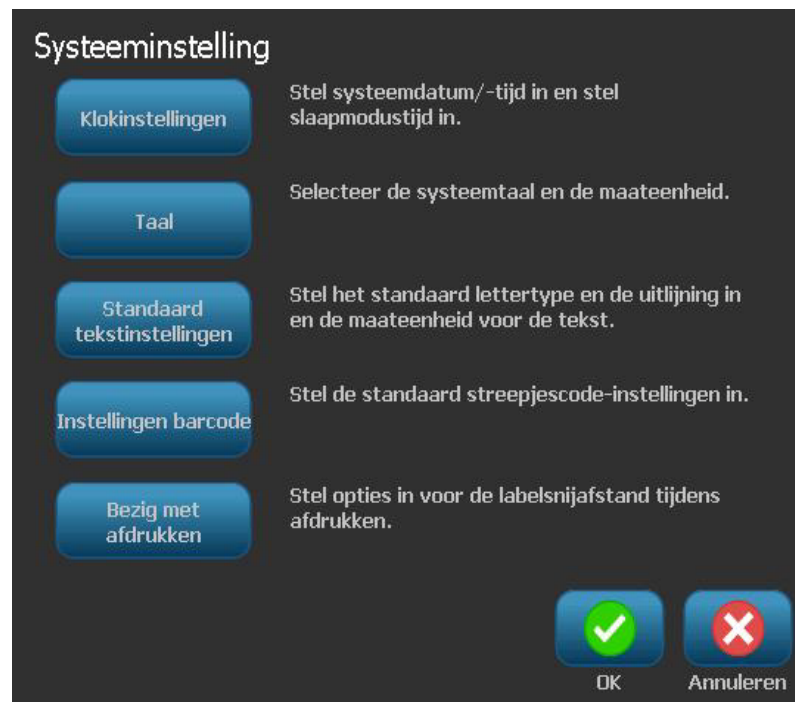 Systeeminstelling
Klokinstellingen
Stel systeemdatum/-tijd in en stel
slaapmodustijd in.
Taal
Selecteer de systeemtaal en de maateenheid.
Standaard
tekstinstellingen
Stel het standaard lettertype en de uitlijning in
en de maateenheid voor de tekst.
Instellingen barcode
Stel de standaard streepjescode-instellingen in.
Bezig met
afdrukken
Stel opties in voor de labelsnijafstand tijdens
afdrukken.
OK
Annuleren